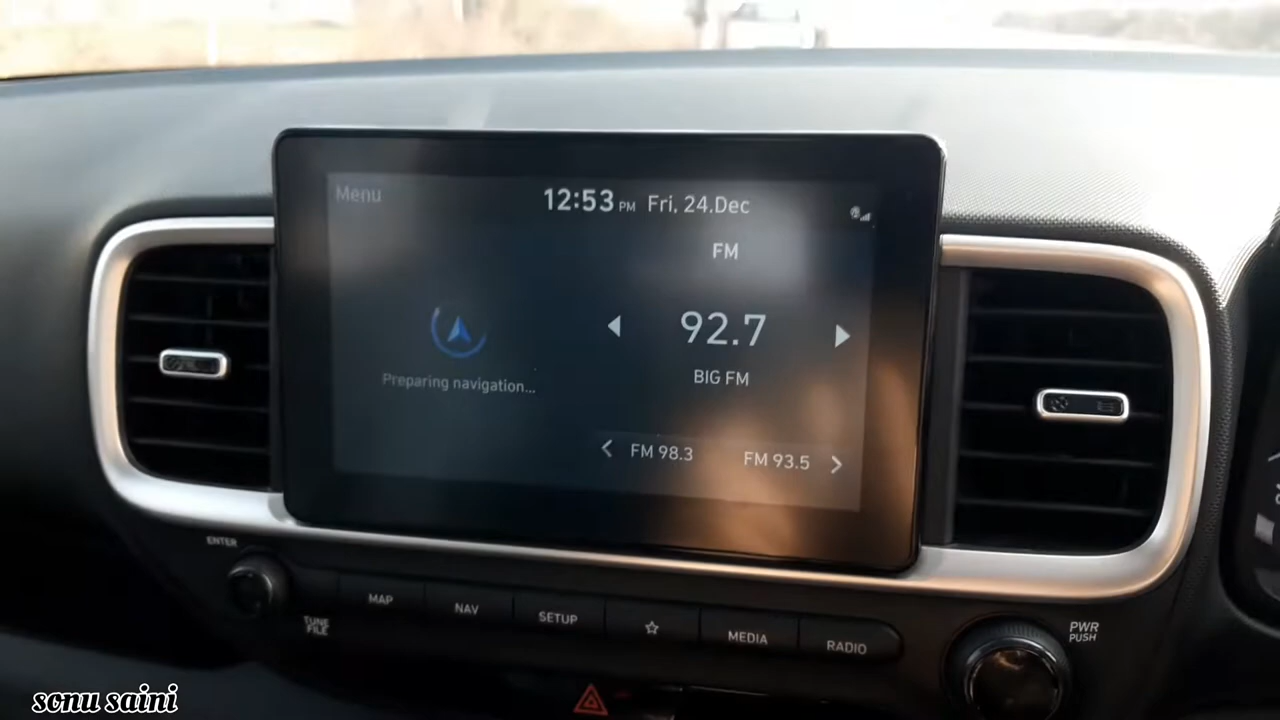 Menu
12:53 PM Fri, 24.Dec
FM
92.7
BIG FM
Preparing navigation...
FM 98.3
FM 93.5
ENTER
TUNE
FILE
MAP
NAV
SETUP
MEDIA
RADIO
PWR
PUSH
sonu saini